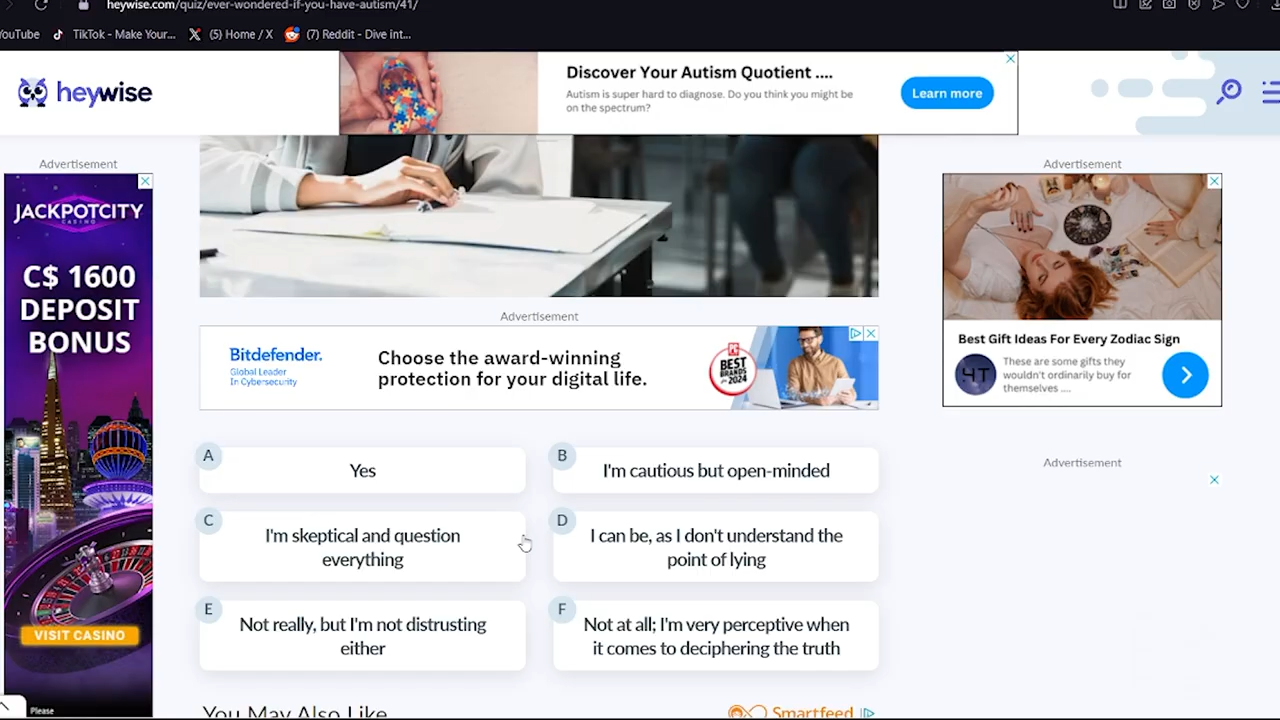 heywise.com/quiz/ever-wondered-if-you-have-autism/41/
YouTube TikTok - Make Your... (5) Home / X (7) Reddit - Dive int...
heywise
Discover Your Autism Quotient ....
Autism is super hard to diagnose. Do you think you might be
on the spectrum?
Learn more
Advertisement
JACKPOTCITY
CASINO
C$ 1600
DEPOSIT
BONUS
VISIT CASINO
Please
Advertisement
Bitdefender.
Global Leader
In Cybersecurity
Choose the award-winning
protection for your digital life.
BEST
BRANDS
2024
A
Yes
B
I'm cautious but open-minded
C
I'm skeptical and question
everything
D
I can be, as I don't understand the
point of lying
E
Not really, but I'm not distrusting
either
F
Not at all; I'm very perceptive when
it comes to deciphering the truth
You May Also Like
Smartfeed
Advertisement
Best Gift Ideas For Every Zodiac Sign
These are some gifts they
wouldn't ordinarily buy for
themselves ....
Advertisement